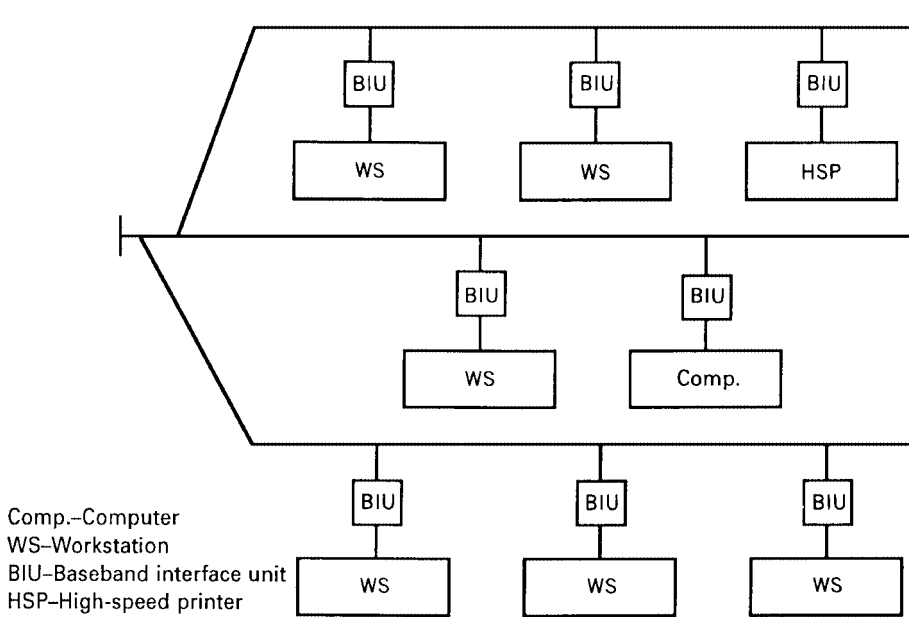 BIU BIU BIU
WS WS HSP
BIU BIU
WS Comp.
BIU BIU BIU
WS WS WS
Comp.–Computer
WS–Workstation
BIU–Baseband interface unit
HSP–High-speed printer